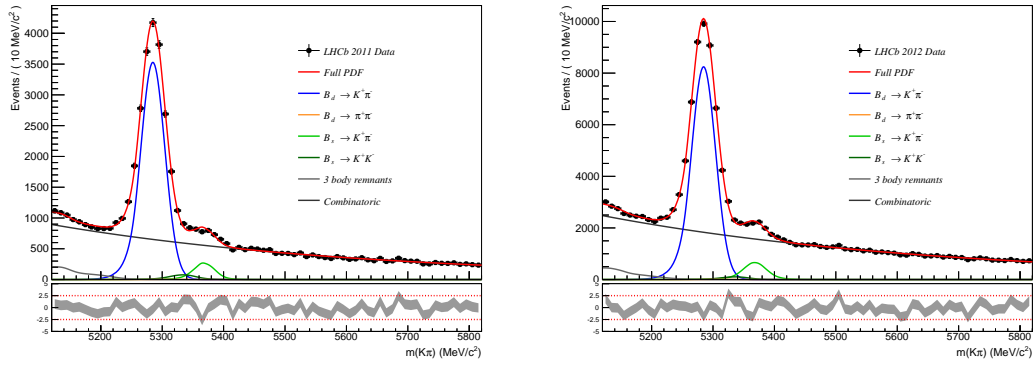 Events / ( 10 MeV/c² )
4000
3500
3000
2500
2000
1500
1000
500
0
LHCb 2011 Data
Full PDF
B_d → K⁺π⁻
B_d → π⁺π⁻
B_s → K⁺π⁻
B_s → K⁺K⁻
3 body remnants
Combinatoric
5
2.5
0
-2.5
-5
5200 5300 5400 5500 5600 5700 5800
m(Kπ) (MeV/c²)
Events / ( 10 MeV/c² )
10000
8000
6000
4000
2000
0
LHCb 2012 Data
Full PDF
B_d → K⁺π⁻
B_d → π⁺π⁻
B_s → K⁺π⁻
B_s → K⁺K⁻
3 body remnants
Combinatoric
5
2.5
0
-2.5
-5
5200 5300 5400 5500 5600 5700 5800
m(Kπ) (MeV/c²)